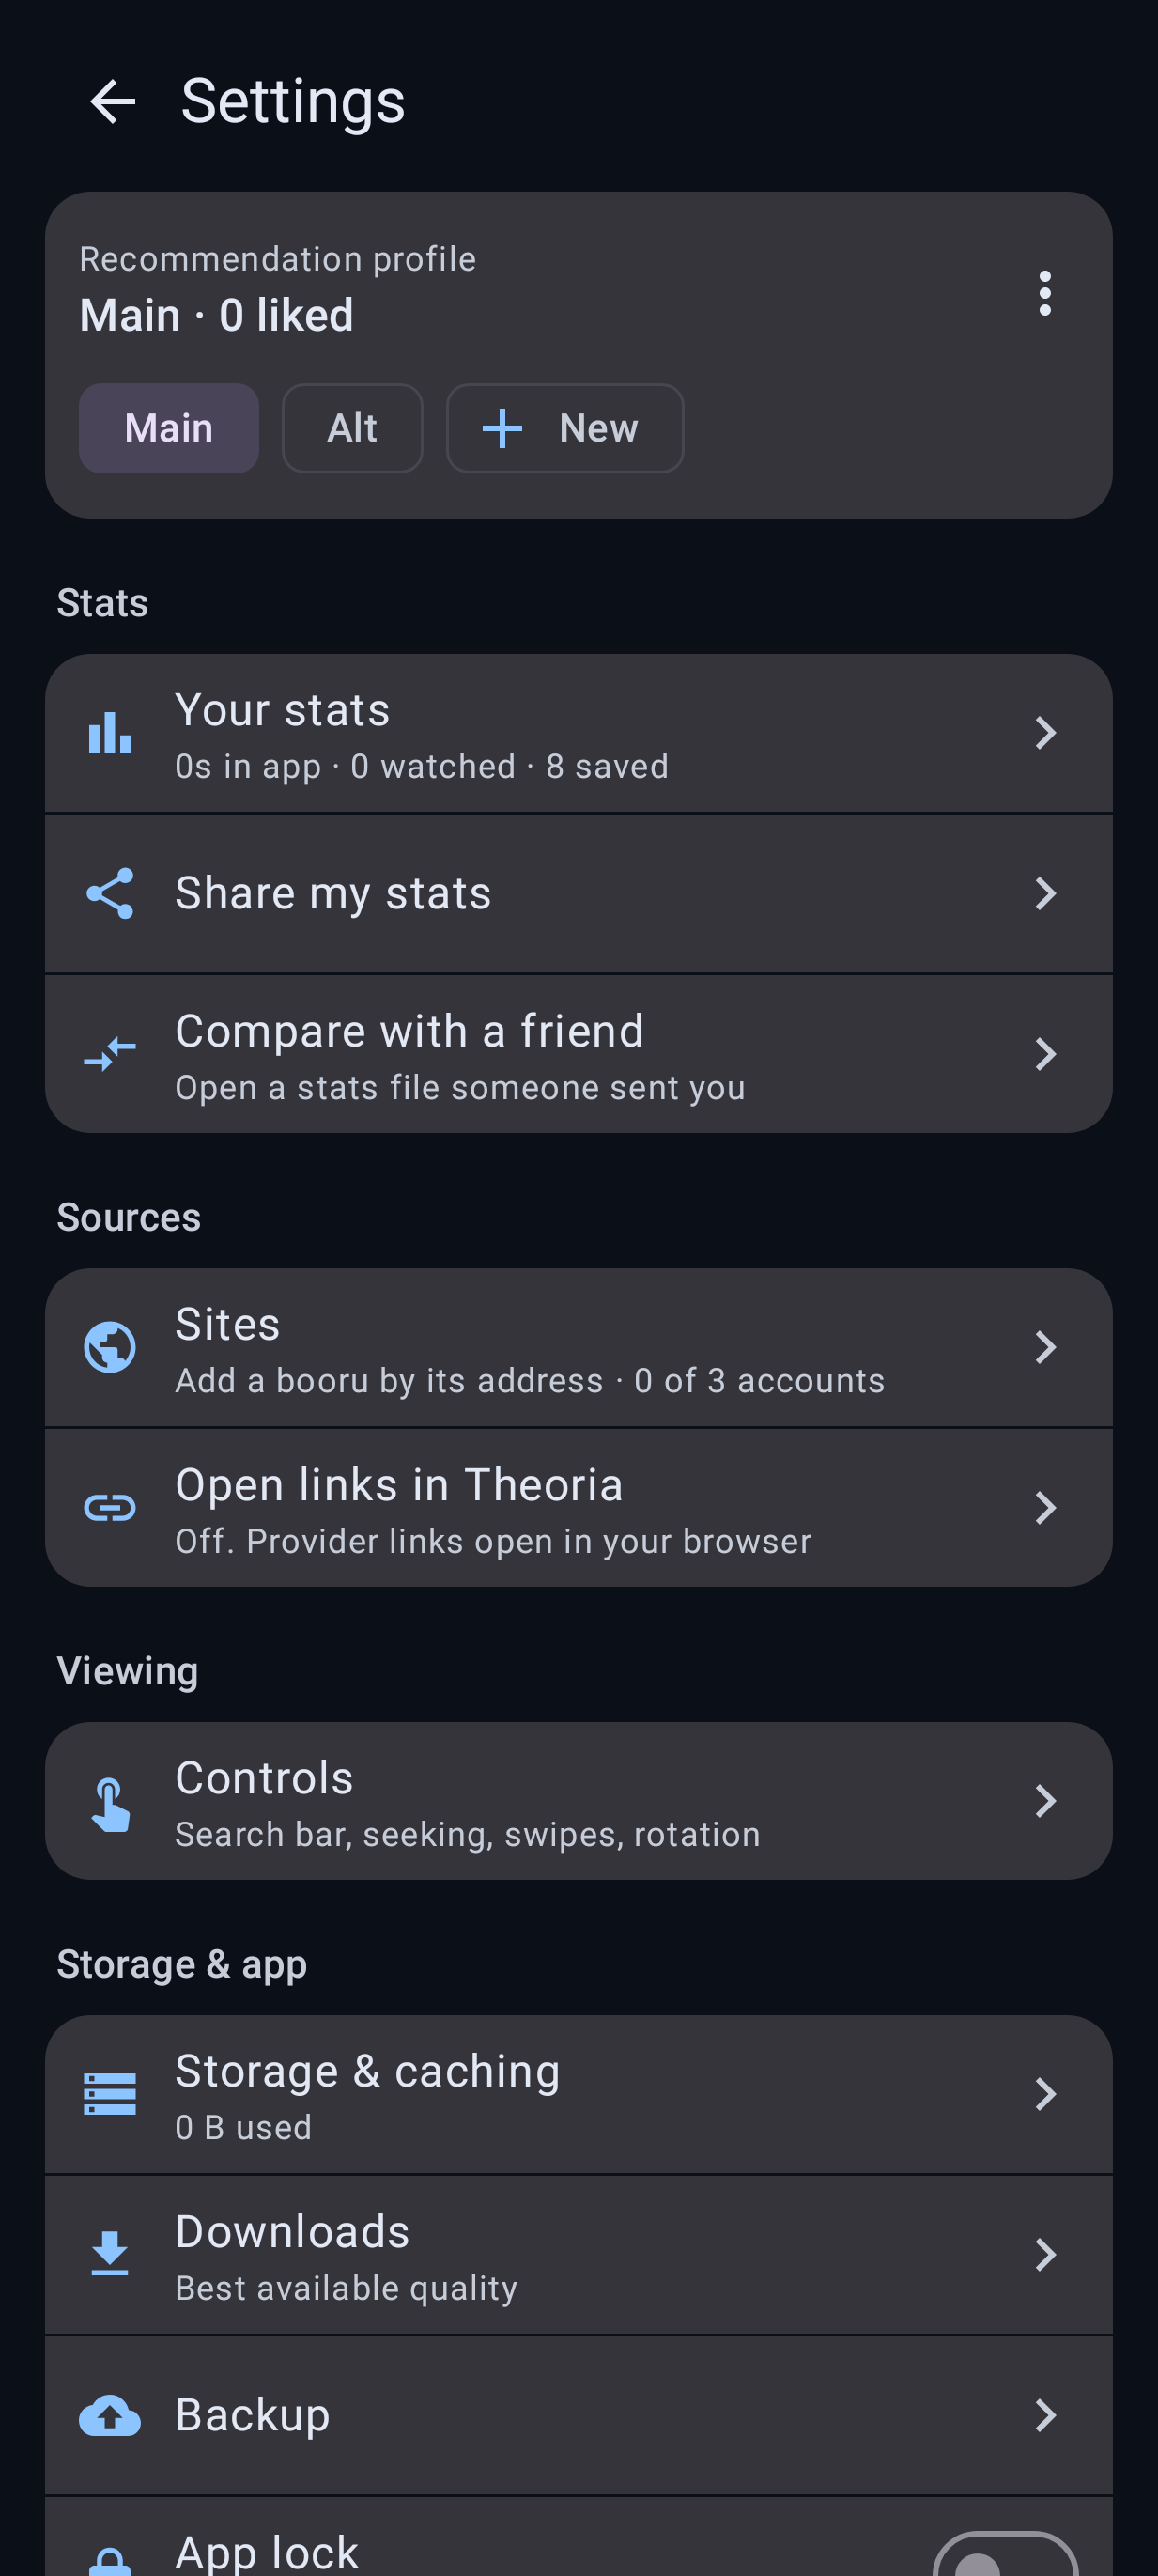 Settings
Recommendation profile
Main · 0 liked
Main
Alt
New
Stats
Your stats
0s in app · 0 watched · 8 saved
Share my stats
Compare with a friend
Open a stats file someone sent you
Sources
Sites
Add a booru by its address · 0 of 3 accounts
Open links in Theoria
Off. Provider links open in your browser
Viewing
Controls
Search bar, seeking, swipes, rotation
Storage & app
Storage & caching
0 B used
Downloads
Best available quality
Backup
App lock